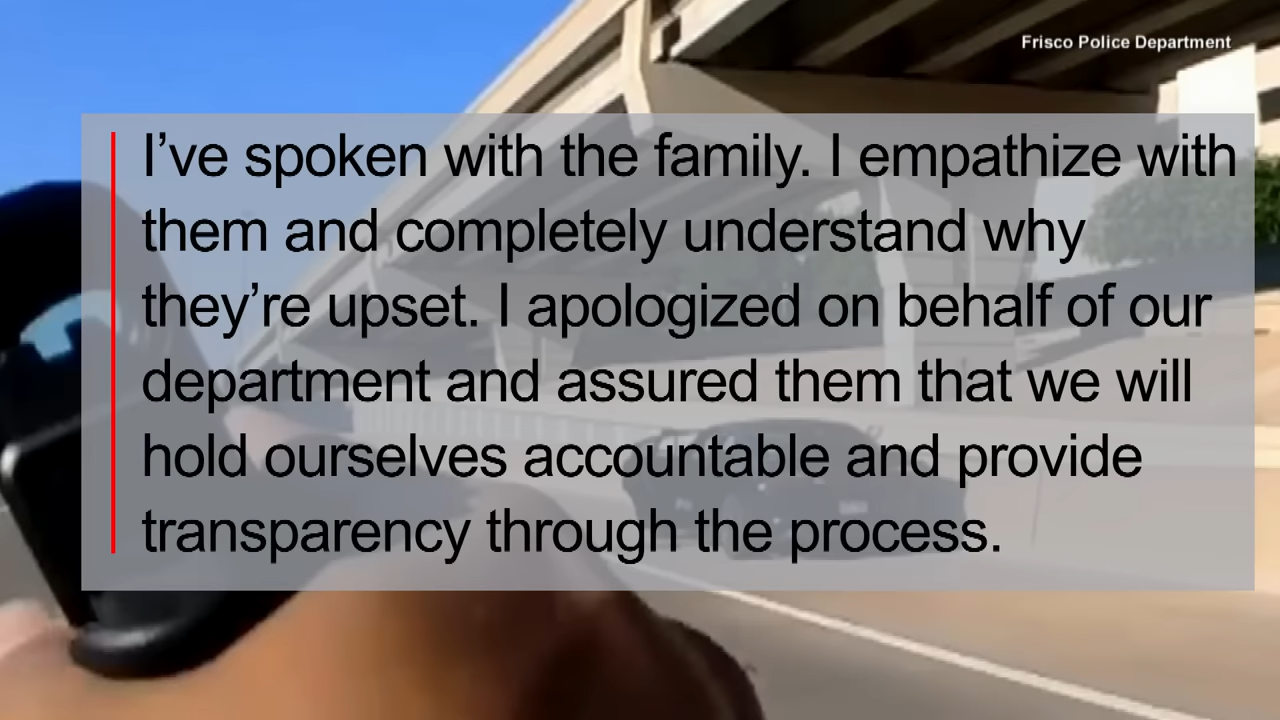 Frisco Police Department
I’ve spoken with the family. I empathize with
them and completely understand why
they’re upset. I apologized on behalf of our
department and assured them that we will
hold ourselves accountable and provide
transparency through the process.